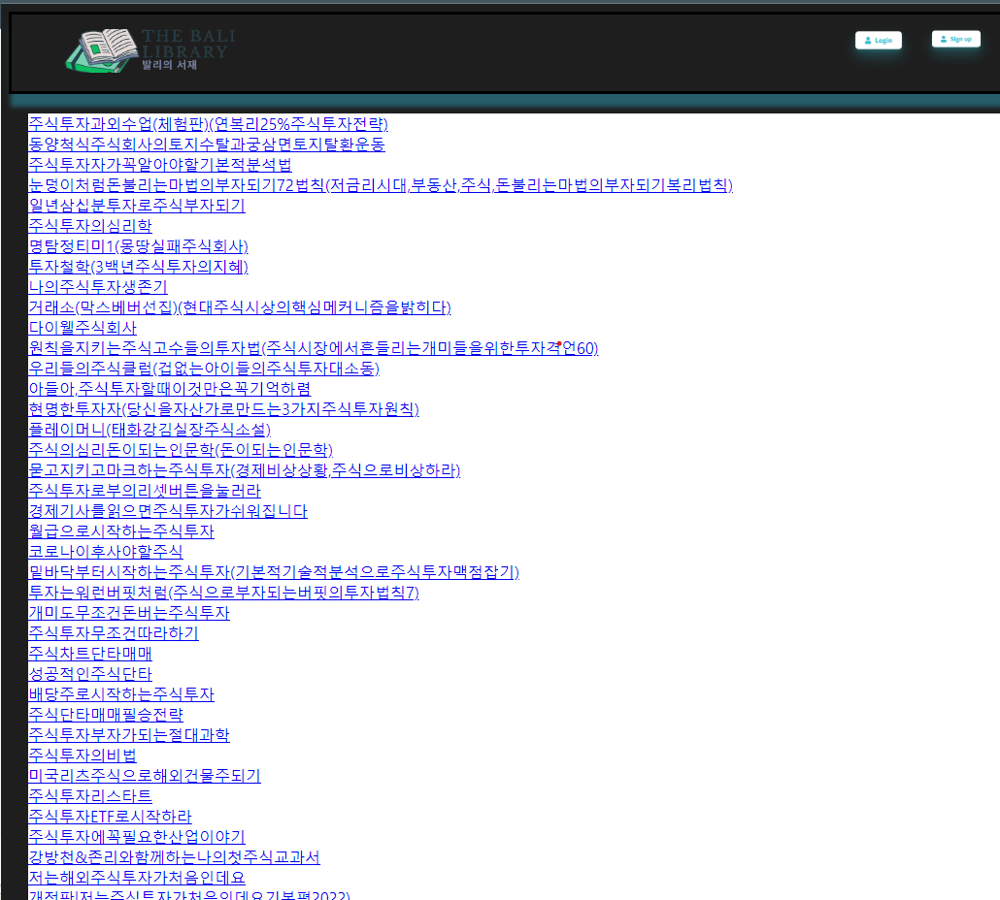 THE BALI
LIBRARY
발리의 서재
Login
Sign up
주식투자과외수업(체험판)(연복리25%주식투자전략)
동양척식주식회사의토지수탈과궁삼면토지탈환운동
주식투자자가꼭알아야할기본적분석법
눈덩이처럼돈불리는마법의부자되기72법칙(저금리시대,부동산,주식,돈불리는마법의부자되기복리법칙)
일년삼십분투자로주식부자되기
주식투자의심리학
명탐정티미1(몽땅실패주식회사)
투자철학(3백년주식투자의지혜)
나의주식투자생존기
거래소(막스베버선집)(현대주식시상의핵심메커니즘을밝히다)
다이웰주식회사
원칙을지키는주식고수들의투자법(주식시장에서흔들리는개미들을위한투자격언60)
우리들의주식클럽(겁없는아이들의주식투자대소동)
아들아,주식투자할때이것만은꼭기억하렴
현명한투자자(당신을자산가로만드는3가지주식투자원칙)
플레이머니(태화강김실장주식소설)
주식의심리돈이되는인문학(돈이되는인문학)
묻고지키고마크하는주식투자(경제비상상황,주식으로비상하라)
주식투자로부의리셋버튼을눌러라
경제기사를읽으면주식투자가쉬워집니다
월급으로시작하는주식투자
코로나이후사야할주식
밑바닥부터시작하는주식투자(기본적기술적분석으로주식투자맥점잡기)
투자는워런버핏처럼(주식으로부자되는버핏의투자법칙7)
개미도무조건돈버는주식투자
주식투자무조건따라하기
주식차트단타매매
성공적인주식단타
배당주로시작하는주식투자
주식단타매매필승전략
주식투자부자가되는절대과학
주식투자의비법
미국리츠주식으로해외건물주되기
주식투자리스타트
주식투자ETF로시작하라
주식투자에꼭필요한산업이야기
강방천&존리와함께하는나의첫주식교과서
저는해외주식투자가처음인데요
개정판|저는주식투자가처음인데요기본편2022)